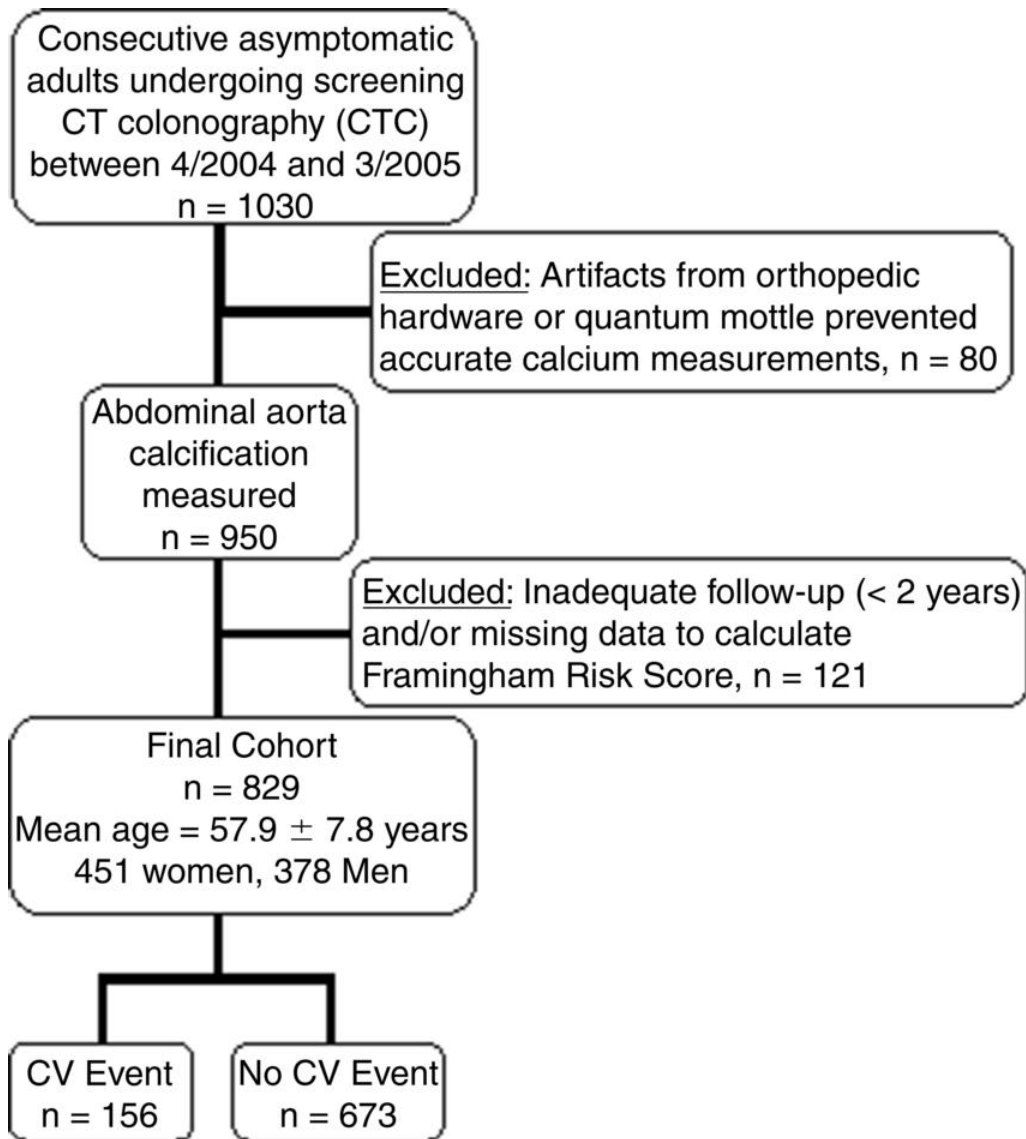 Consecutive asymptomatic
adults undergoing screening
CT colonography (CTC)
between 4/2004 and 3/2005
n = 1030
Excluded: Artifacts from orthopedic
hardware or quantum mottle prevented
accurate calcium measurements, n = 80
Abdominal aorta
calcification
measured
n = 950
Excluded: Inadequate follow-up (< 2 years)
and/or missing data to calculate
Framingham Risk Score, n = 121
Final Cohort
n = 829
Mean age = 57.9 ± 7.8 years
451 women, 378 Men
CV Event
n = 156
No CV Event
n = 673